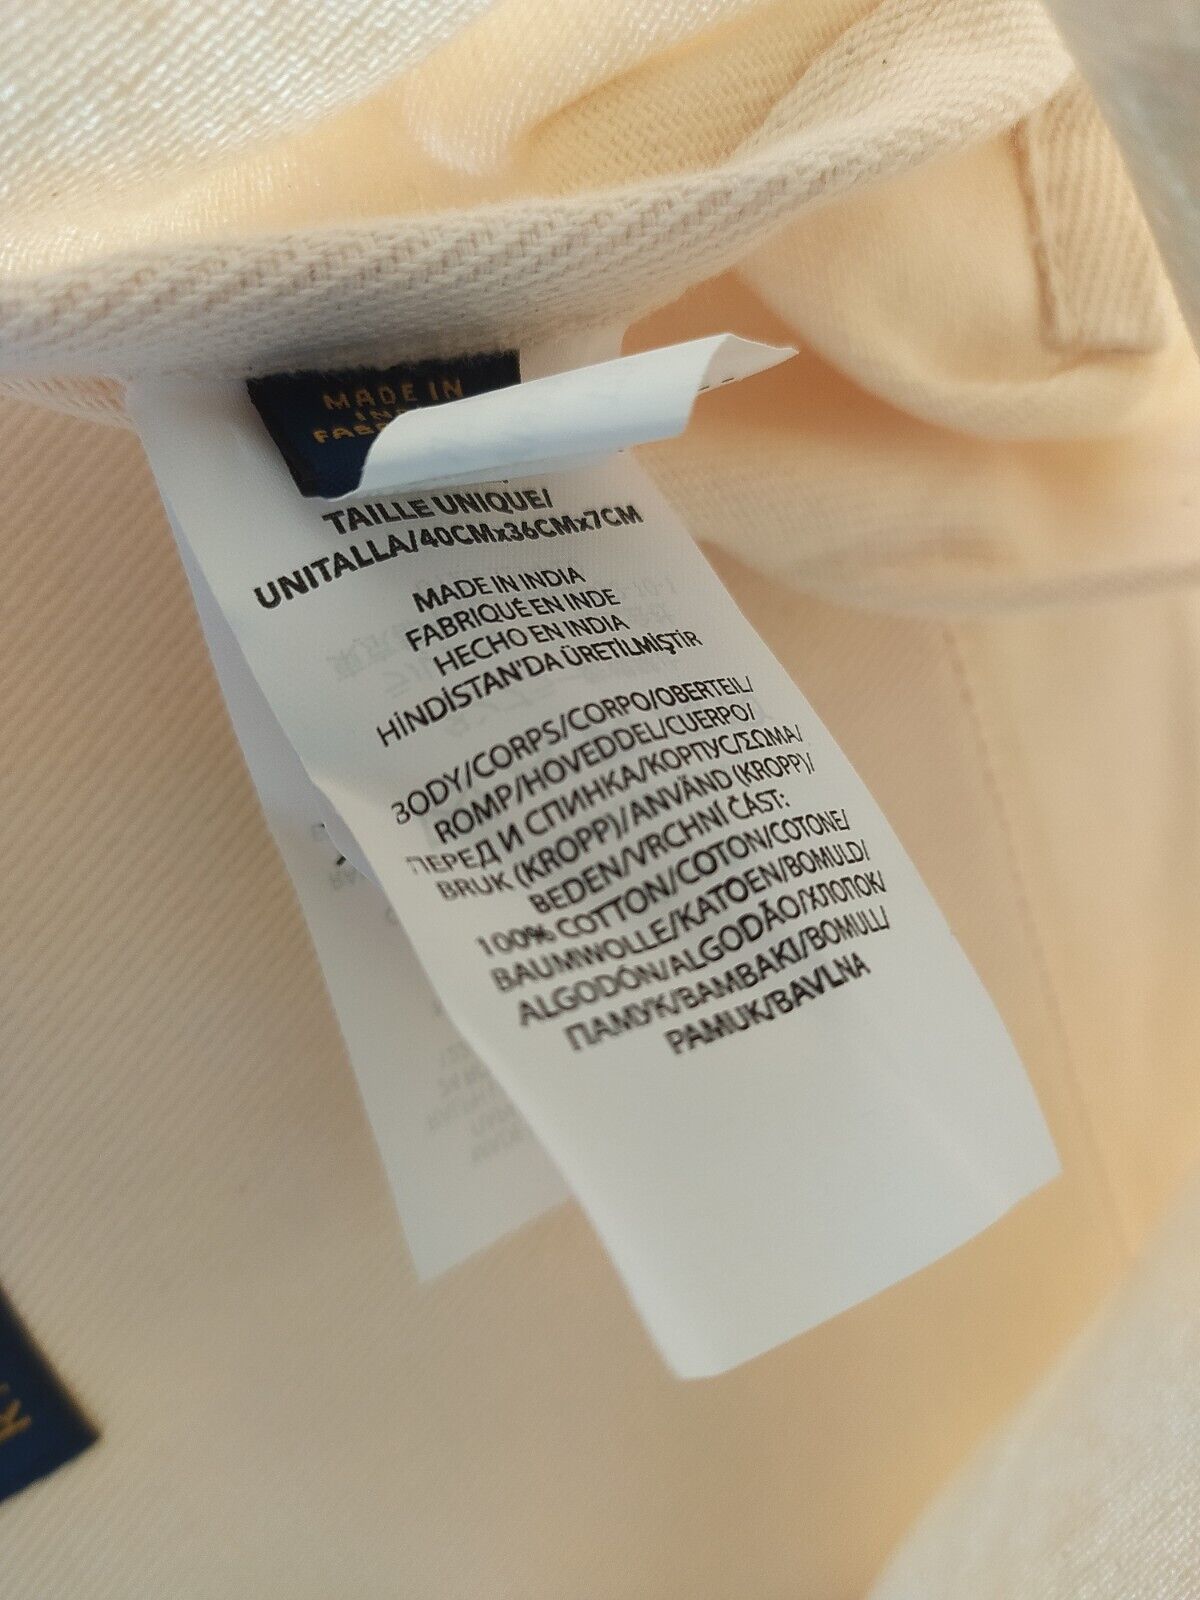 MADE IN
TAILLE UNIQUE/
UNITALLA/40CMx36CMx7CM
MADE IN INDIA
FABRIQUÉ EN INDE
HECHO EN INDIA
HİNDİSTAN'DA ÜRETİLMİŞTİR
BODY/CORPS/CORPO/OBERTEIL/
ROMP/HOVEDDEL/CUERPO/
ПЕРЕД И СПИНКА/КОРПУС/ΣΩΜΑ/
BRUK (KROPP)/ANVÄND (KROPP)/
BEDEN/VRCHNÍ ČÁST:
100% COTTON/COTON/COTONE/
BAUMWOLLE/KATOEN/BOMULD/
ALGODÓN/ALGODÃO/ХЛОПОК/
ПАМУК/BAMBAKI/BOMULL/
PAMUK/BAVLNA